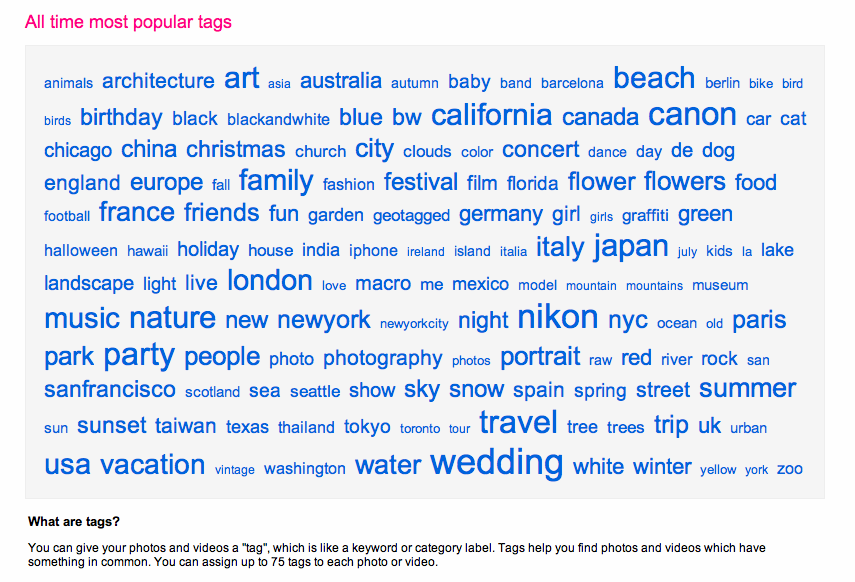 All time most popular tags
animals architecture art asia australia autumn baby band barcelona beach berlin bike bird
birds birthday black blackandwhite blue bw california canada canon car cat
chicago china christmas church city clouds color concert dance day de dog
england europe fall family fashion festival film florida flower flowers food
football france friends fun garden geotagged germany girl girls graffiti green
halloween hawaii holiday house india iphone ireland island italia italy japan july kids la lake
landscape light live london love macro me mexico model mountain mountains museum
music nature new newyork newyorkcity night nikon nyc ocean old paris
park party people photo photography photos portrait raw red river rock san
sanfrancisco scotland sea seattle show sky snow spain spring street summer
sun sunset taiwan texas thailand tokyo toronto tour travel tree trees trip uk urban
usa vacation vintage washington water wedding white winter yellow york zoo
What are tags?
You can give your photos and videos a "tag", which is like a keyword or category label. Tags help you find photos and videos which have
something in common. You can assign up to 75 tags to each photo or video.